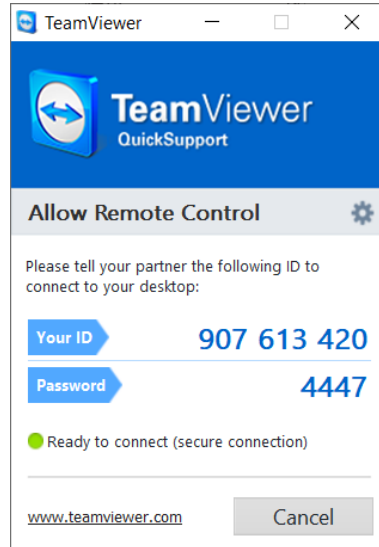 TeamViewer
TeamViewer
QuickSupport
Allow Remote Control
Please tell your partner the following ID to
connect to your desktop:
Your ID 907 613 420
Password 4447
Ready to connect (secure connection)
www.teamviewer.com Cancel